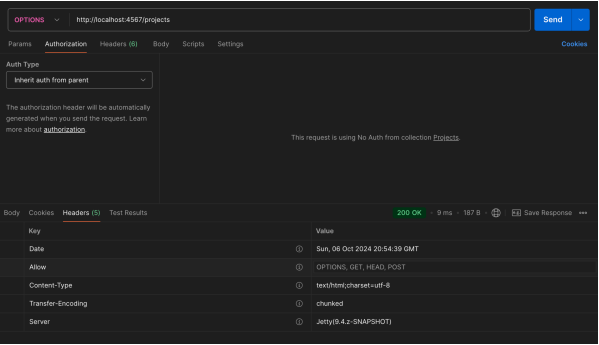 OPTIONS http://localhost:4567/projects Send
Params Authorization Headers (6) Body Scripts Settings Cookies
Auth Type
Inherit auth from parent
The authorization header will be automatically
generated when you send the request. Learn
more about authorization.
This request is using No Auth from collection Projects.
Body Cookies Headers (5) Test Results 200 OK 9 ms 187 B Save Response
Key Value
Date Sun, 06 Oct 2024 20:54:39 GMT
Allow OPTIONS, GET, HEAD, POST
Content-Type text/html;charset=utf-8
Transfer-Encoding chunked
Server Jetty(9.4.z-SNAPSHOT)